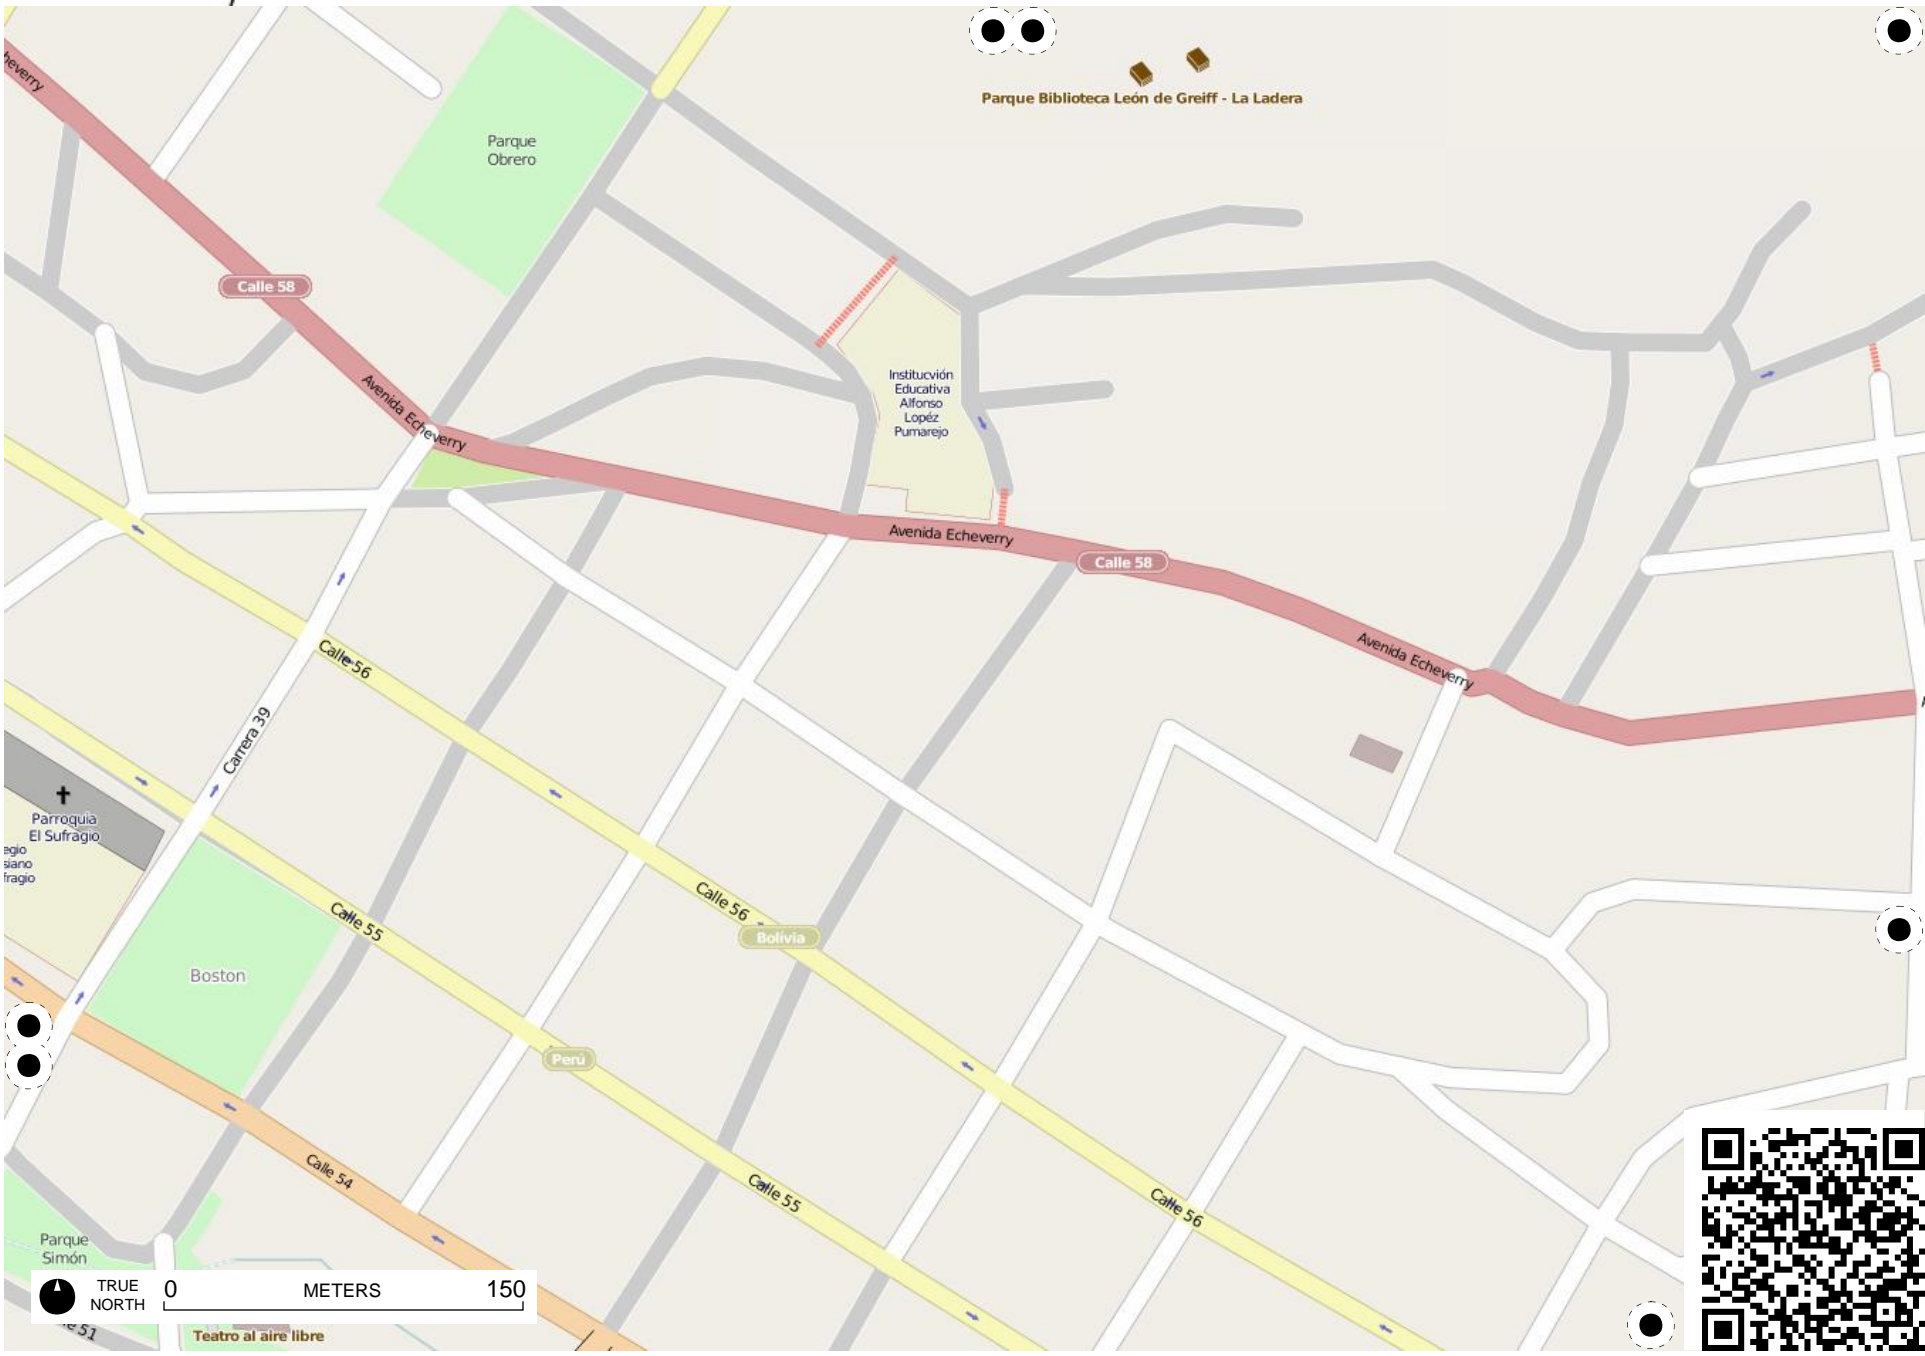 Parque Biblioteca León de Greiff - La Ladera
Parque
Obrero
Calle 58
Avenida Echeverry
Institucvión
Educativa
Alfonso
Lopéz
Pumarejo
Avenida Echeverry
Calle 58
Avenida Echeverry
Calle 56
Carrera 39
Parroquia
El Sufragio
Calle 55
Calle 56
Bolivia
Boston
Perú
Calle 54
Calle 55
Calle 56
Parque
Simón
TRUE
NORTH
0
METERS
150
Teatro al aire libre